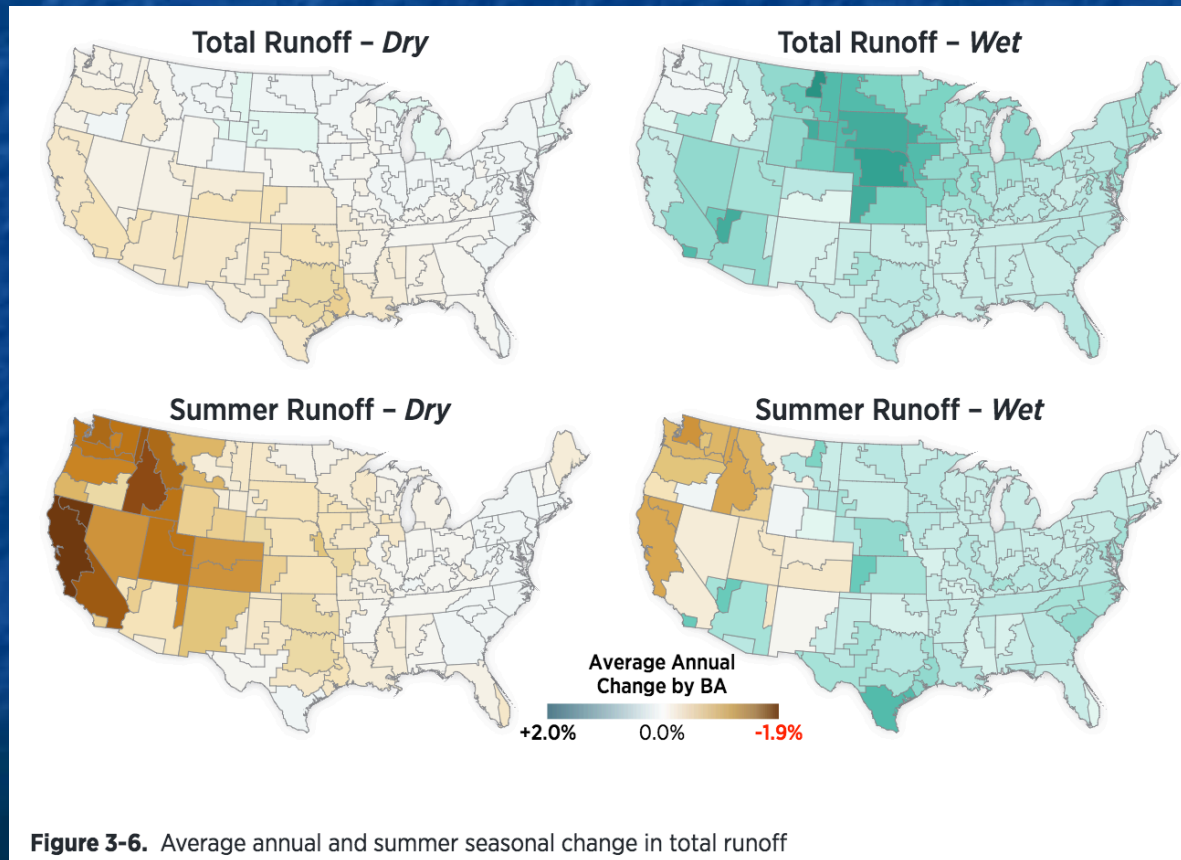 Total Runoff – Dry
Total Runoff – Wet
Summer Runoff – Dry
Summer Runoff – Wet
Average Annual
Change by BA
+2.0% 0.0% -1.9%
Figure 3-6. Average annual and summer seasonal change in total runoff